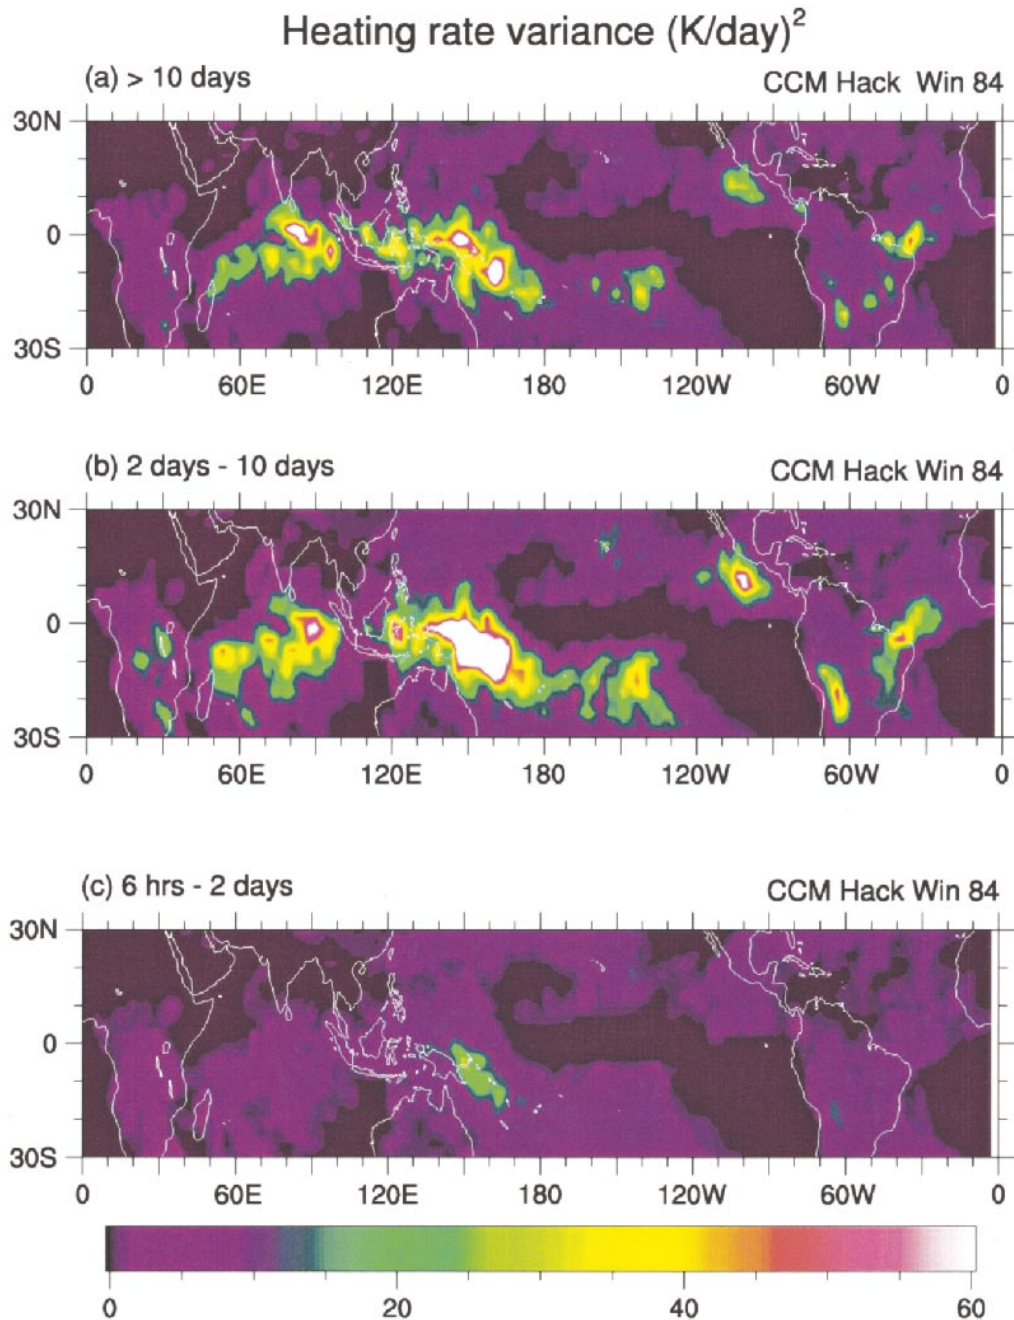 Heating rate variance (K/day)²
(a) > 10 days
CCM Hack Win 84
30N
0
30S
0 60E 120E 180 120W 60W 0
(b) 2 days - 10 days
CCM Hack Win 84
30N
0
30S
0 60E 120E 180 120W 60W 0
(c) 6 hrs - 2 days
CCM Hack Win 84
30N
0
30S
0 60E 120E 180 120W 60W 0
0 20 40 60